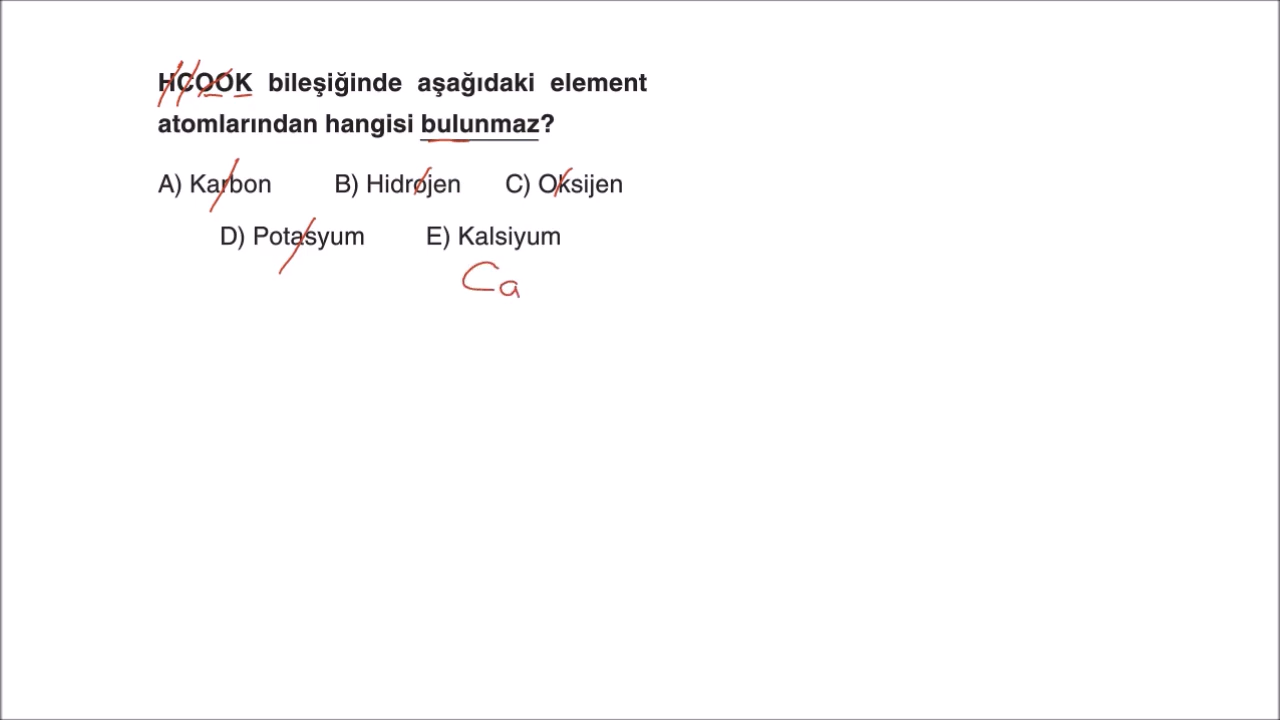 HCOOK bileşiğinde aşağıdaki element
atomlarından hangisi bulunmaz?
A) Karbon B) Hidrojen C) Oksijen
D) Potasyum E) Kalsiyum
Ca